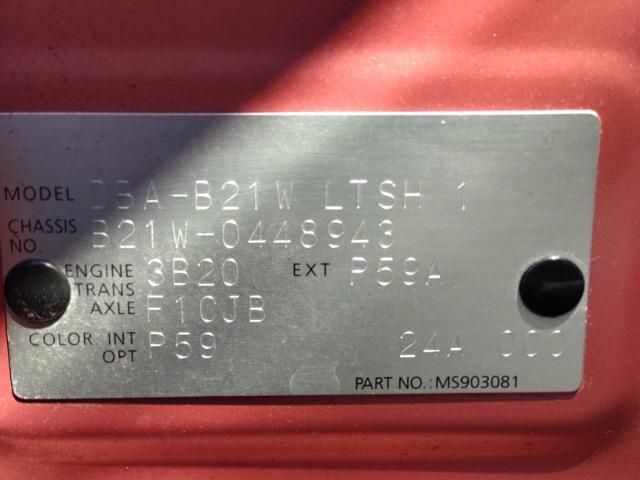 MODEL DBA-B21W LTSH 1
CHASSIS NO. B21W-0448943
ENGINE 3B20 EXT P59A
TRANS AXLE F1CJB
COLOR. INT OPT P59 24A 000
PART NO.: MS903081